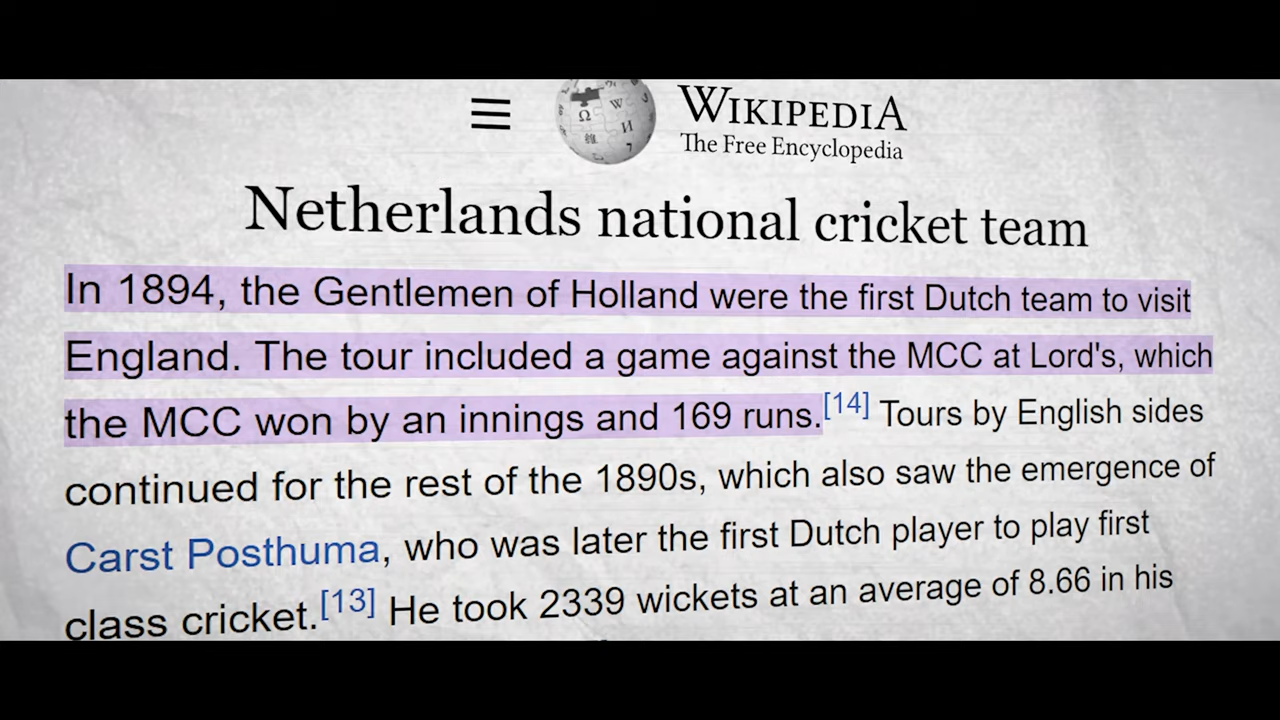 WIKIPEDIA
The Free Encyclopedia
Netherlands national cricket team
In 1894, the Gentlemen of Holland were the first Dutch team to visit
England. The tour included a game against the MCC at Lord's, which
the MCC won by an innings and 169 runs.[14] Tours by English sides
continued for the rest of the 1890s, which also saw the emergence of
Carst Posthuma, who was later the first Dutch player to play first
class cricket.[13] He took 2339 wickets at an average of 8.66 in his